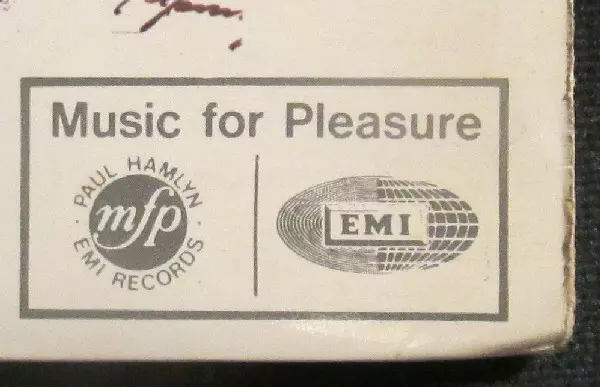 Music for Pleasure
· PAUL HAMLYN ·
mfp
EMI RECORDS
EMI